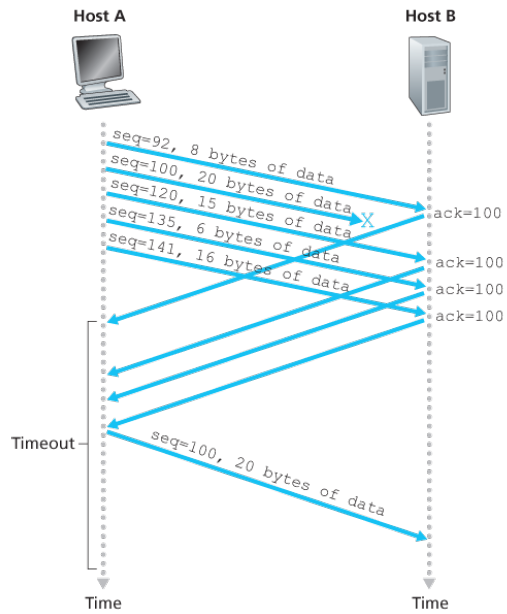 Host A
Host B
seq=92, 8 bytes of data
seq=100, 20 bytes of data
X
seq=120, 15 bytes of data
seq=135, 6 bytes of data
seq=141, 16 bytes of data
ack=100
ack=100
ack=100
ack=100
Timeout
seq=100, 20 bytes of data
Time
Time